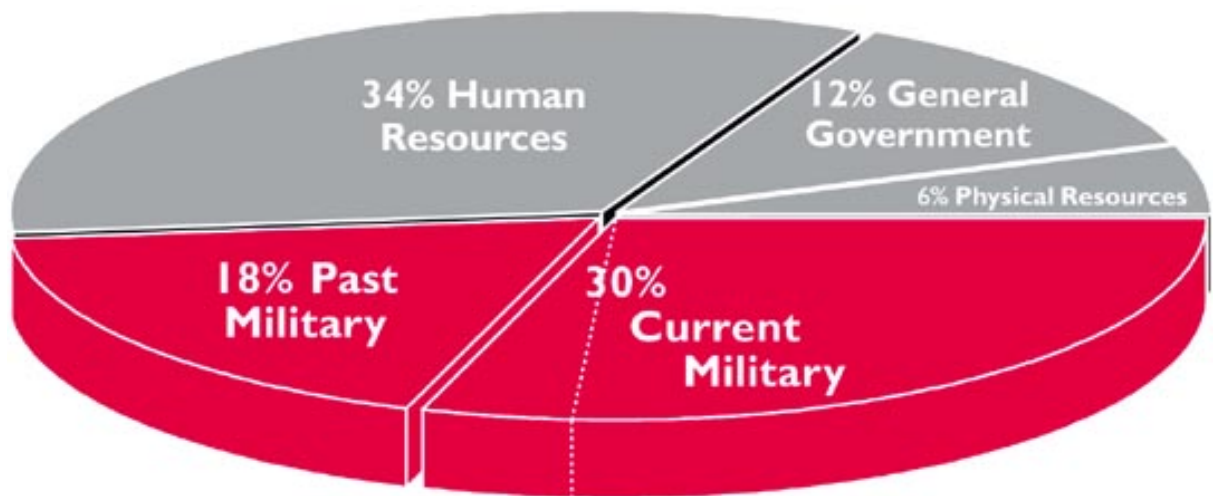 34% Human
Resources
12% General
Government
6% Physical Resources
18% Past
Military
30%
Current
Military